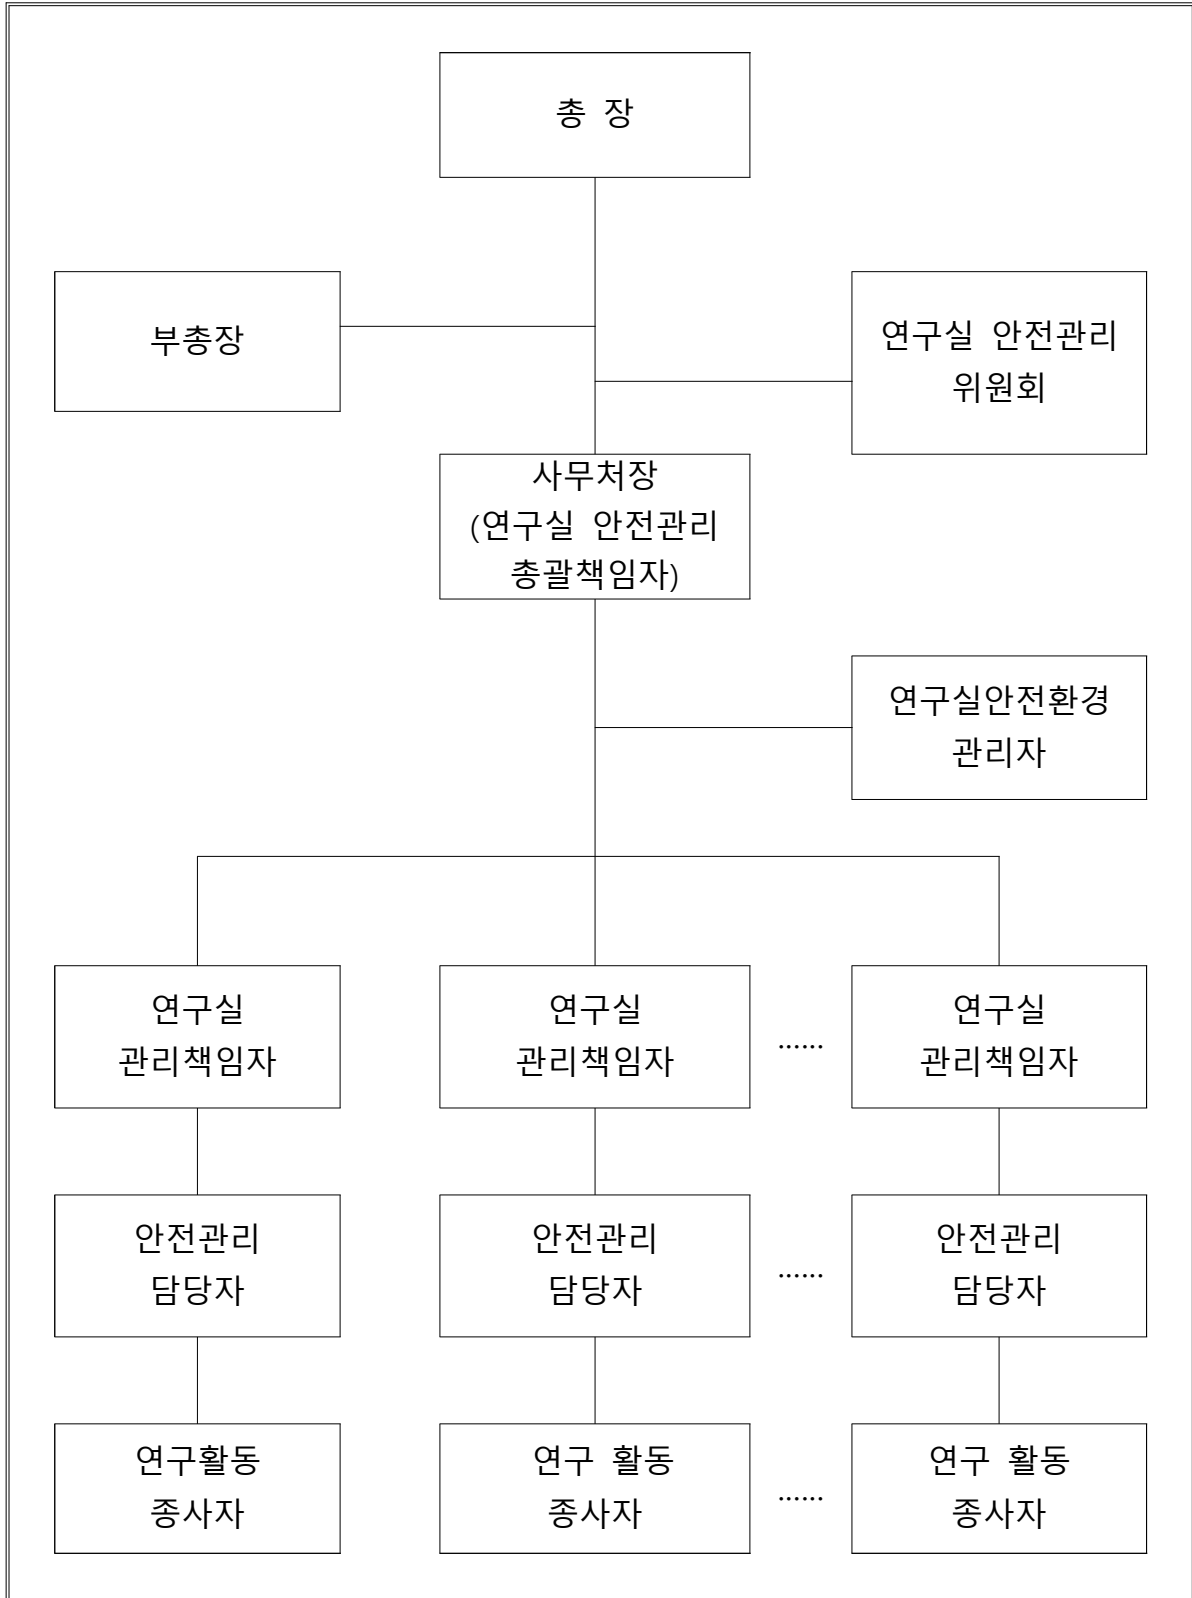 총 장
부총장
연구실 안전관리
위원회
사무처장
(연구실 안전관리
총괄책임자)
연구실안전환경
관리자
연구실
관리책임자
연구실
관리책임자
......
연구실
관리책임자
안전관리
담당자
안전관리
담당자
......
안전관리
담당자
연구활동
종사자
연구 활동
종사자
......
연구 활동
종사자